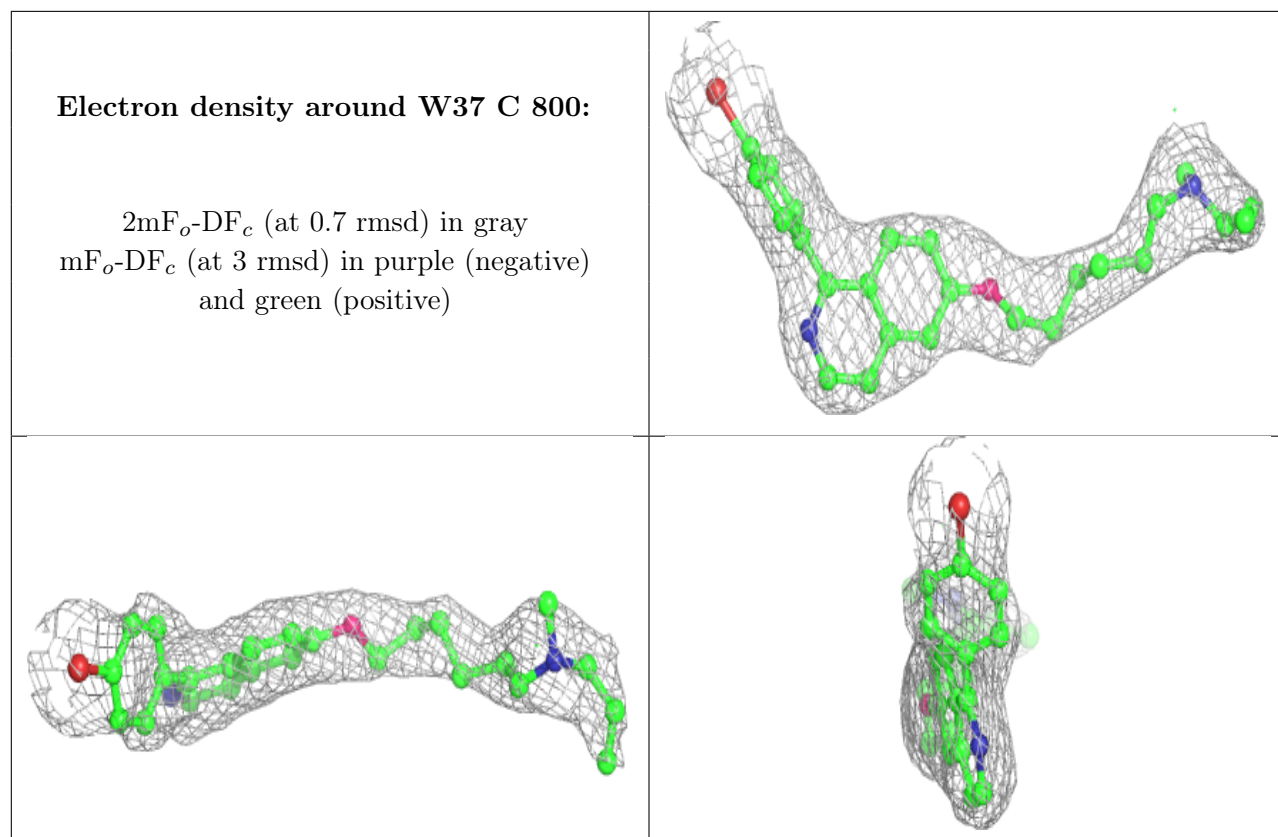 Electron density around W37 C 800:
2mFₒ-DF𝒸 (at 0.7 rmsd) in gray
mFₒ-DF𝒸 (at 3 rmsd) in purple (negative)
and green (positive)